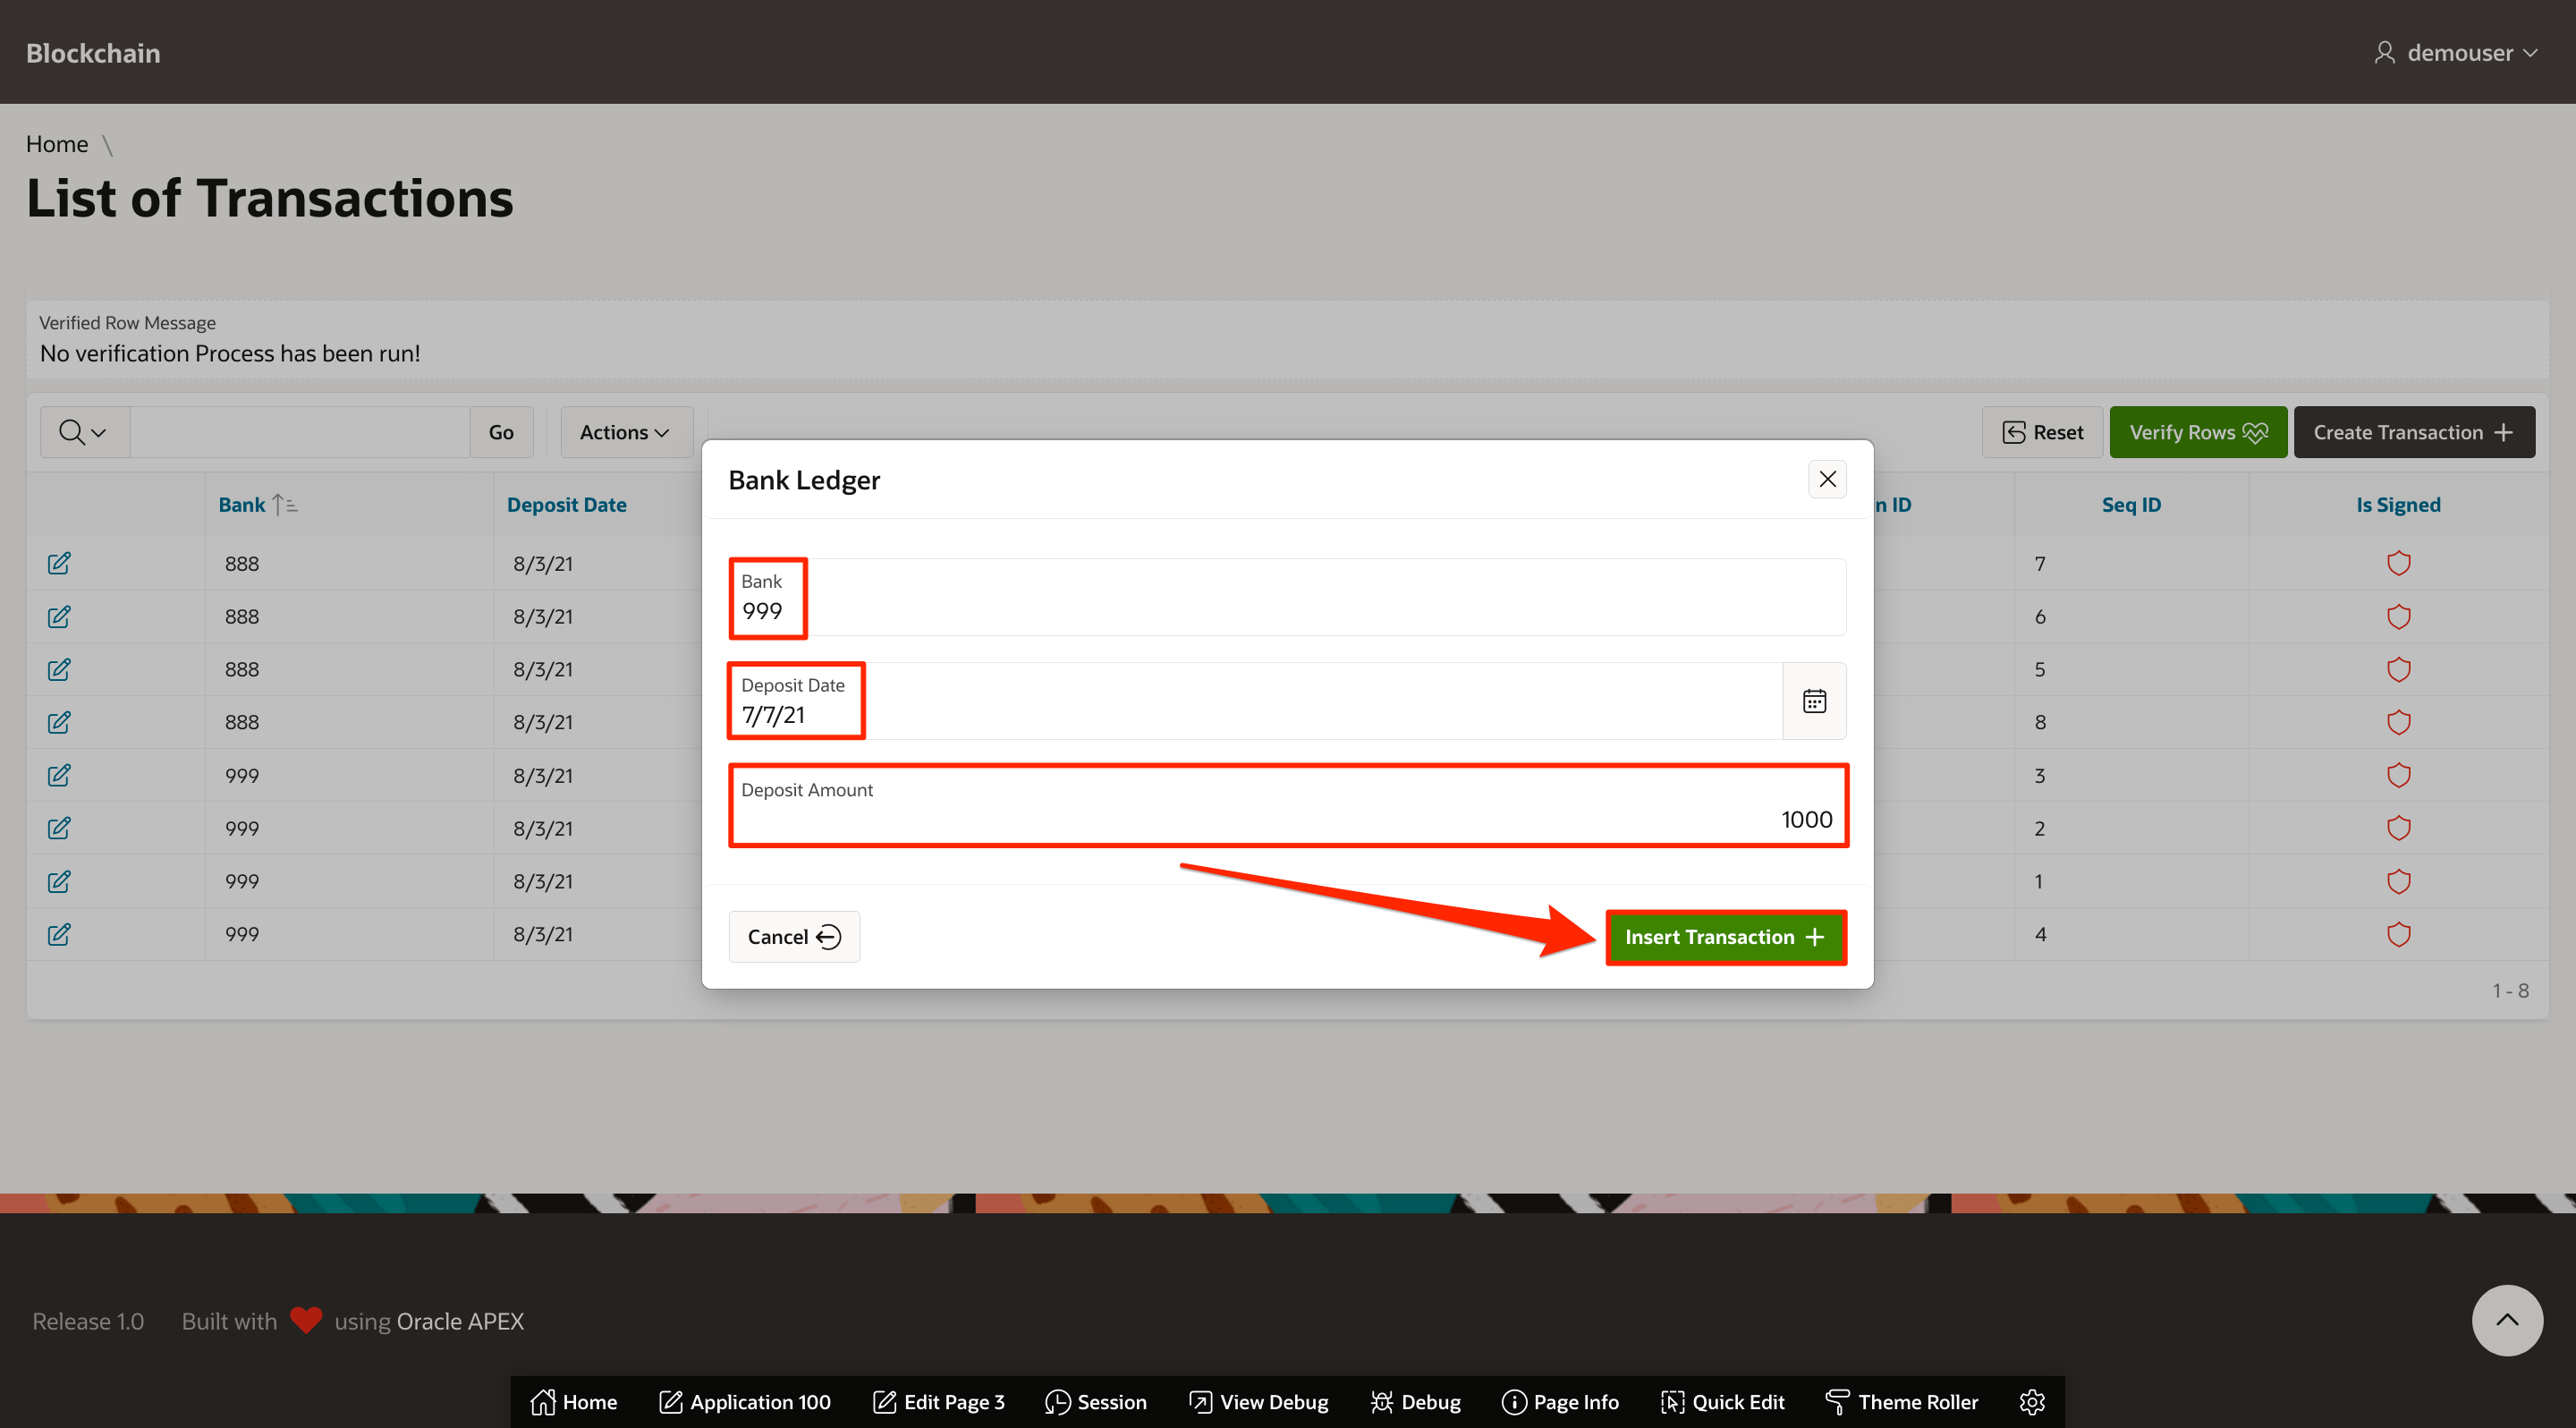 Blockchain
demouser
Home \
List of Transactions
Verified Row Message
No verification Process has been run!
Go
Actions
Reset
Verify Rows
Create Transaction
Bank
Deposit Date
n ID
Seq ID
Is Signed
888 8/3/21 7
888 8/3/21 6
888 8/3/21 5
888 8/3/21 8
999 8/3/21 3
999 8/3/21 2
999 8/3/21 1
999 8/3/21 4
1 - 8
Bank Ledger
Bank
999
Deposit Date
7/7/21
Deposit Amount
1000
Cancel
Insert Transaction
Release 1.0 Built with using Oracle APEX
Home Application 100 Edit Page 3 Session View Debug Debug Page Info Quick Edit Theme Roller